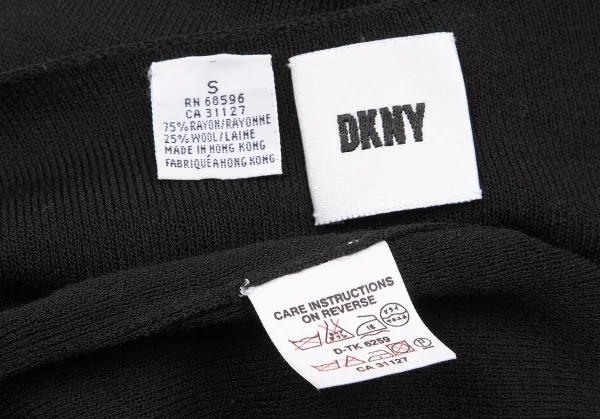 S
RN 68596
CA 31127
75% RAYON/RAYONNE
25% WOOL/LAINE
MADE IN HONG KONG
FABRIQUÉ À HONG KONG
DKNY
CARE INSTRUCTIONS
ON REVERSE
D-TK 6259
CA 31127